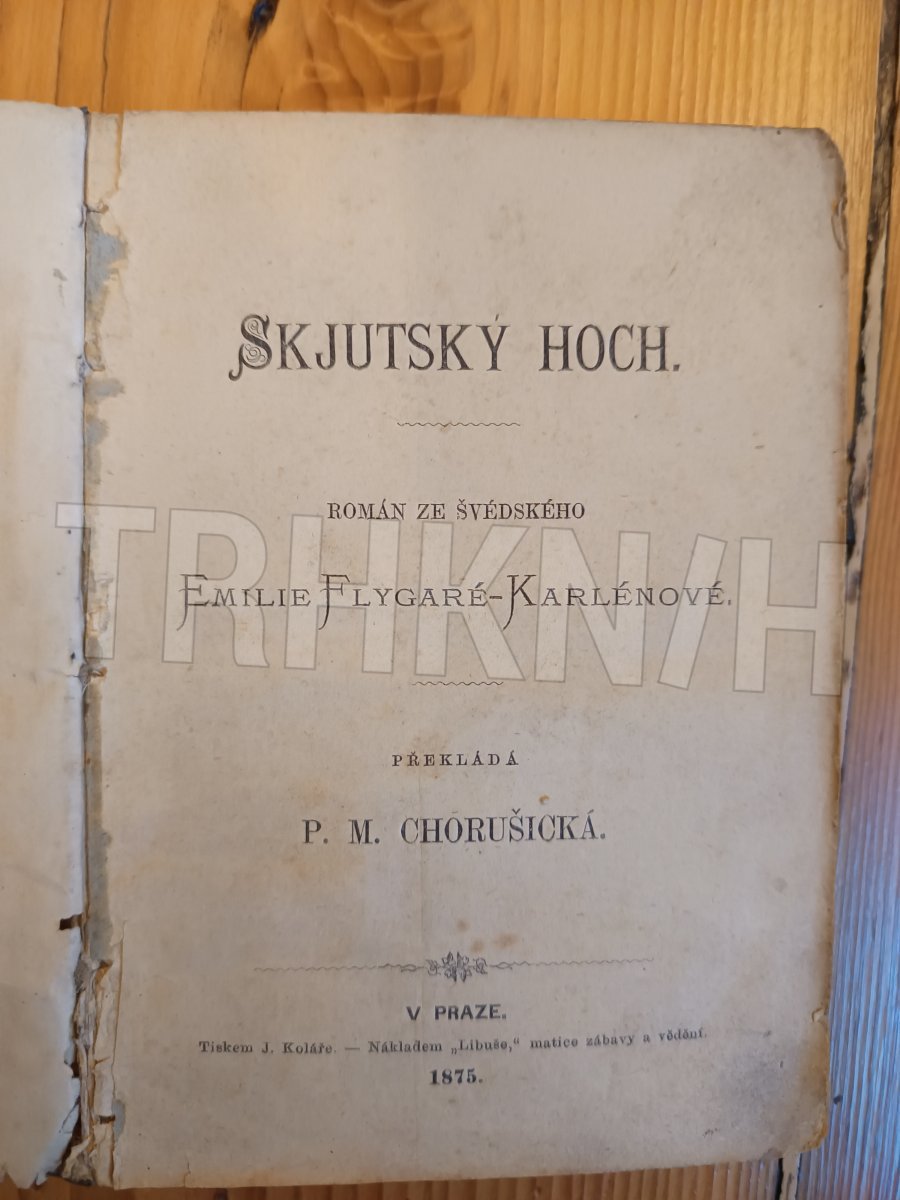 SKJUTSKÝ HOCH.
ROMÁN ZE ŠVÉDSKÉHO
EMILIE FLYGARÉ-KARLÉNOVÉ.
PŘEKLÁDÁ
P. M. CHORUŠICKÁ.
V PRAZE.
Tiskem J. Koláře. — Nákladem „Libuše,“ matice zábavy a vědění.
1875.
TRHKN/H